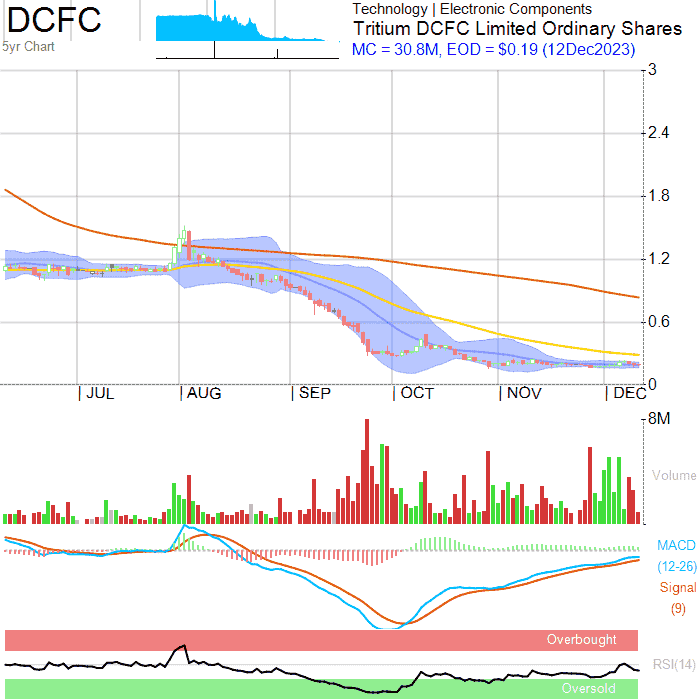 DCFC
5yr Chart
Technology | Electronic Components
Tritium DCFC Limited Ordinary Shares
MC = 30.8M, EOD = $0.19 (12Dec2023)
3
2.4
1.8
1.2
0.6
0
JUL AUG SEP OCT NOV DEC
8M
Volume
MACD
(12-26)
Signal
(9)
Overbought
RSI(14)
Oversold